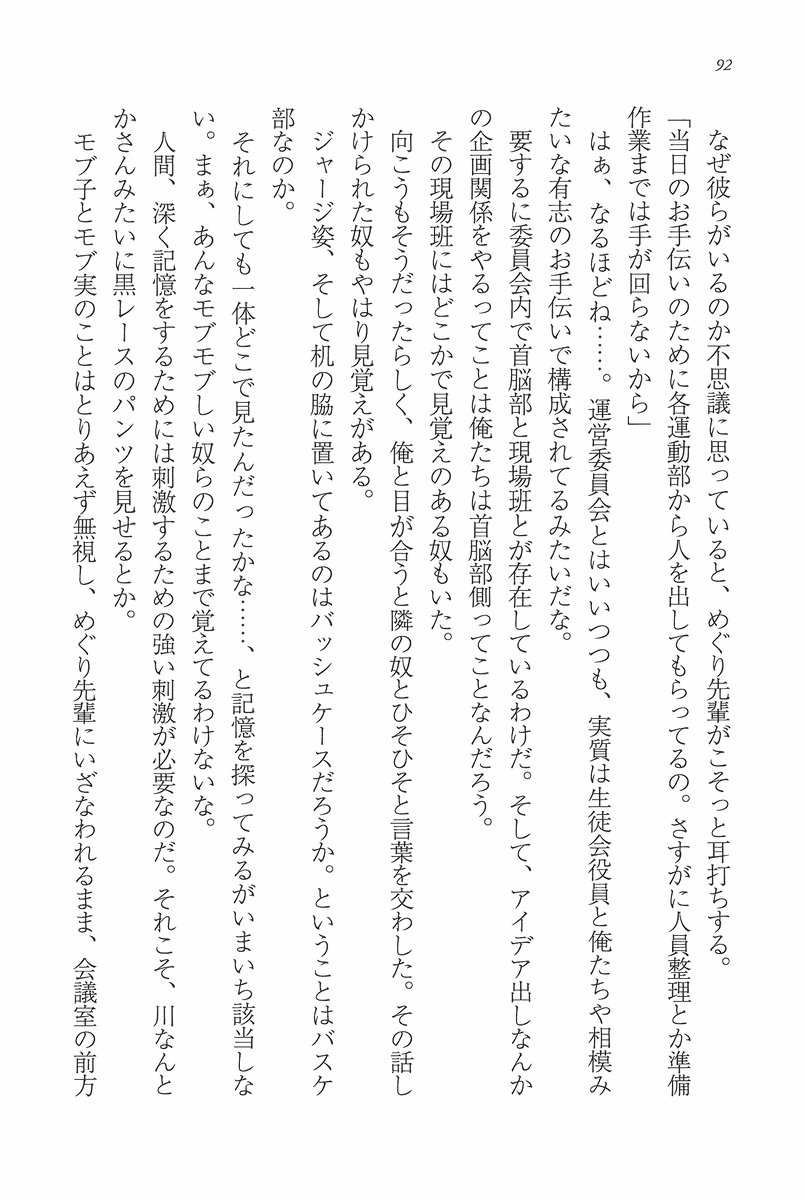 92
なぜ彼らがいるのか不思議に思っていると、めぐり先輩がこそっと耳打ちする。
「当日のお手伝いのために各運動部から人を出してもらってるの。さすがに人員整理とか準備
作業までは手が回らないから」
はぁ、なるほどね……。運営委員会とはいいつつも、実質は生徒会役員と俺たちや相模み
たいな有志のお手伝いで構成されてるみたいだな。
要するに委員会内で首脳部と現場班とが存在しているわけだ。そして、アイデア出しなんか
の企画関係をやるってことは俺たちは首脳部側ってことなんだろう。
その現場班にはどこかで見覚えのある奴もいた。
向こうもそうだったらしく、俺と目が合うと隣の奴とひそひそと言葉を交わした。その話し
かけられた奴もやはり見覚えがある。
ジャージ姿、そして机の脇に置いてあるのはバッシュケースだろうか。ということはバスケ
部なのか。
それにしても一体どこで見たんだったかな……、と記憶を探ってみるがいまいち該当しな
い。まぁ、あんなモブモブしい奴らのことまで覚えてるわけないな。
人間、深く記憶をするためには刺激するための強い刺激が必要なのだ。それこそ、川なんと
かさんみたいに黒レースのパンツを見せるとか。
モブ子とモブ実のことはとりあえず無視し、めぐり先輩にいざなわれるまま、会議室の前方